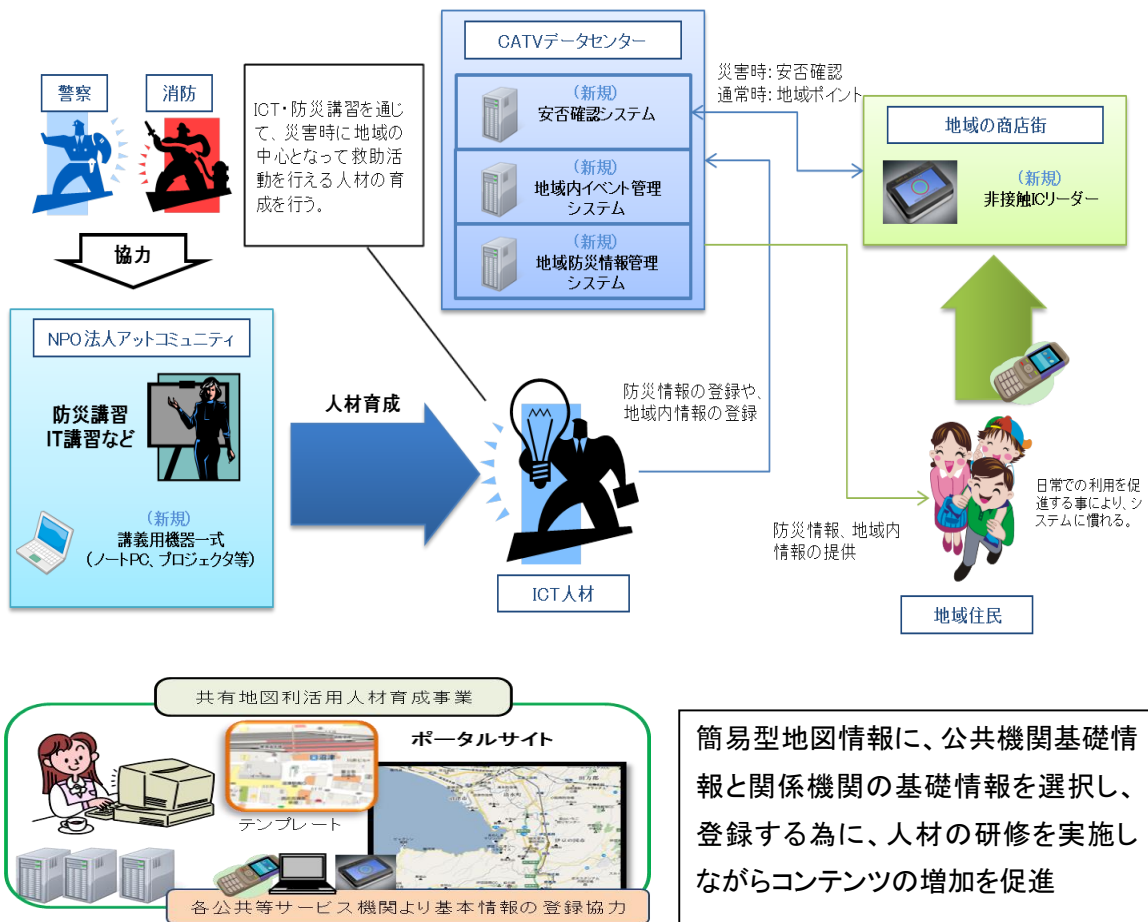 CATVデータセンター
(新規)
安否確認システム
(新規)
地域内イベント管理
システム
(新規)
地域防災情報管理
システム
警察
消防
ICT・防災講習を通じ
て、災害時に地域の
中心となって救助活
動を行える人材の育
成を行う。
災害時：安否確認
通常時：地域ポイント
地域の商店街
(新規)
非接触ICリーダー
協力
NPO法人アットコミュニティ
防災講習
IT講習など
(新規)
講義用機器一式
(ノートPC、プロジェクタ等)
人材育成
防災情報の登録や、
地域内情報の登録
ICT人材
防災情報、地域内
情報の提供
日常での利用を促
進する事により、シ
ステムに慣れる。
地域住民
共有地図利活用人材育成事業
ポータルサイト
テンプレート
各公共等サービス機関より基本情報の登録協力
簡易型地図情報に、公共機関基礎情
報と関係機関の基礎情報を選択し、
登録する為に、人材の研修を実施し
ながらコンテンツの増加を促進